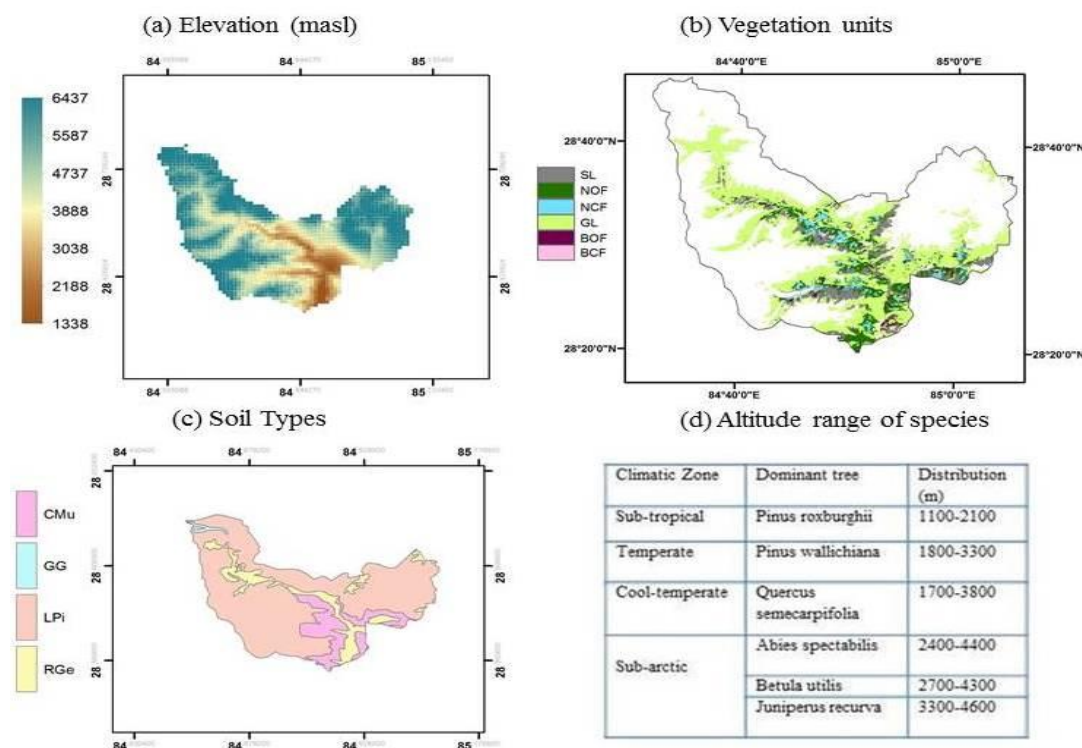 (a) Elevation (masl)
84
84
85
6437
5587
4737
3888
3038
2188
1338
28
28
28
28
(b) Vegetation units
84°40'0"E
85°0'0"E
28°40'0"N
28°40'0"N
SL
NOF
NCF
GL
BOF
BCF
28°20'0"N
28°20'0"N
84°40'0"E
85°0'0"E
(c) Soil Types
84
84
84
85
28
28
28
28
28
28
CMu
GG
LPi
RGe
84
84
84
85
(d) Altitude range of species
Climatic Zone Dominant tree Distribution
(m)
Sub-tropical Pinus roxburghii 1100-2100
Temperate Pinus wallichiana 1800-3300
Cool-temperate Quercus 1700-3800
semecarpifolia
Sub-arctic Abies spectabilis 2400-4400
Betula utilis 2700-4300
Juniperus recurva 3300-4600